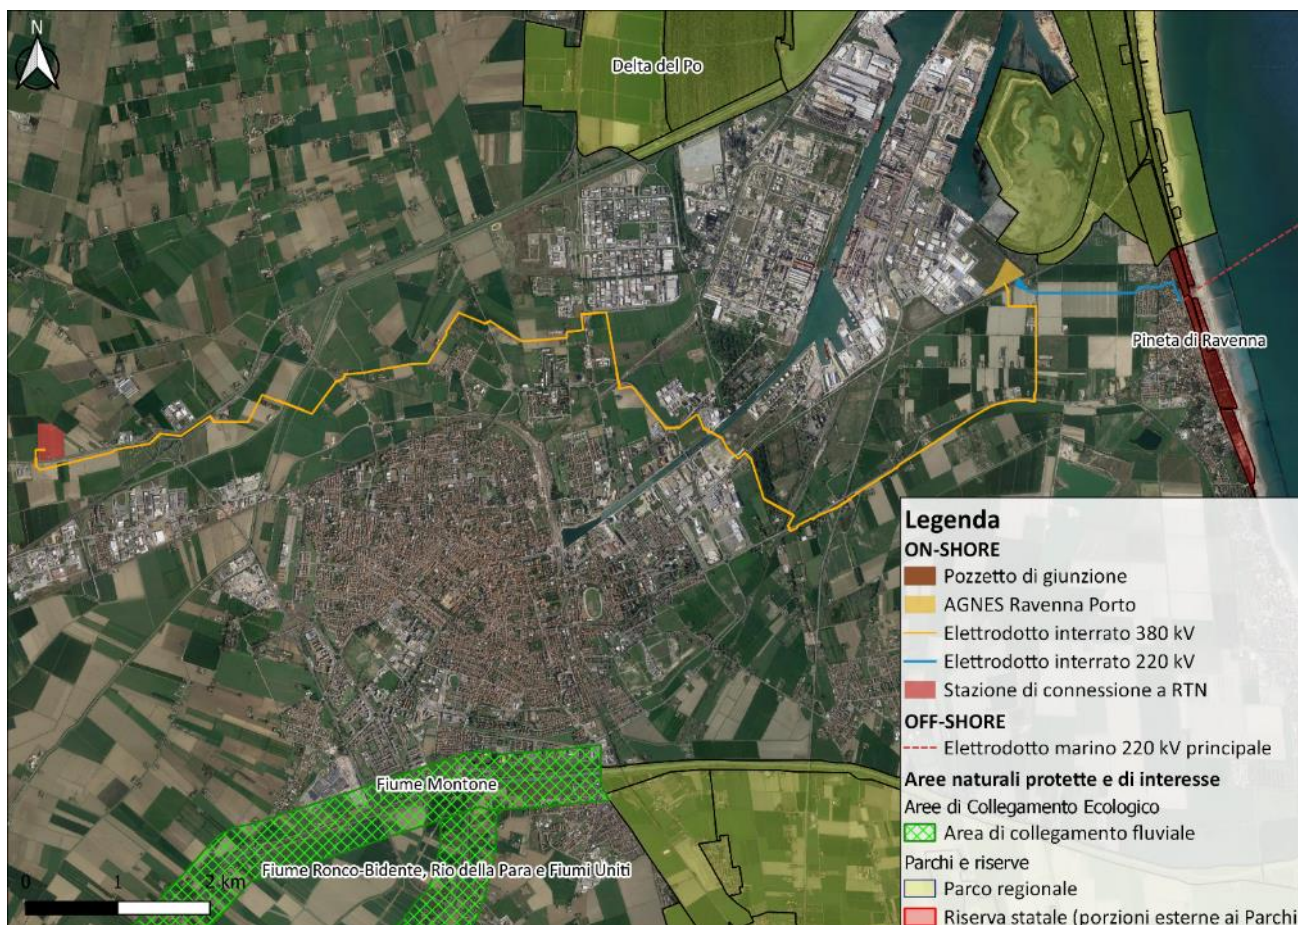 N
Delta del Po
Pineta di Ravenna
Fiume Montone
Fiume Ronco-Bidente, Rio della Para e Fiumi Uniti
0 1 2 km
Legenda
ON-SHORE
Pozzetto di giunzione
AGNES Ravenna Porto
Elettrodotto interrato 380 kV
Elettrodotto interrato 220 kV
Stazione di connessione a RTN
OFF-SHORE
Elettrodotto marino 220 kV principale
Aree naturali protette e di interesse
Aree di Collegamento Ecologico
Area di collegamento fluviale
Parchi e riserve
Parco regionale
Riserva statale (porzioni esterne ai Parchi